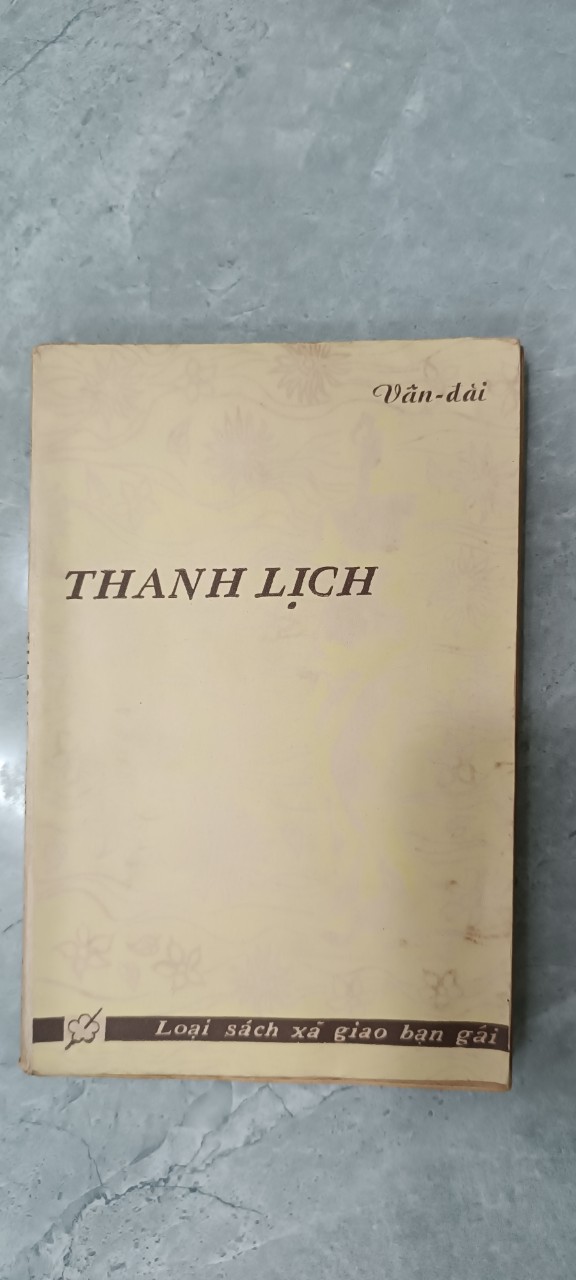 Vân-đài
THANH LỊCH
Loại sách xã giao bạn gái